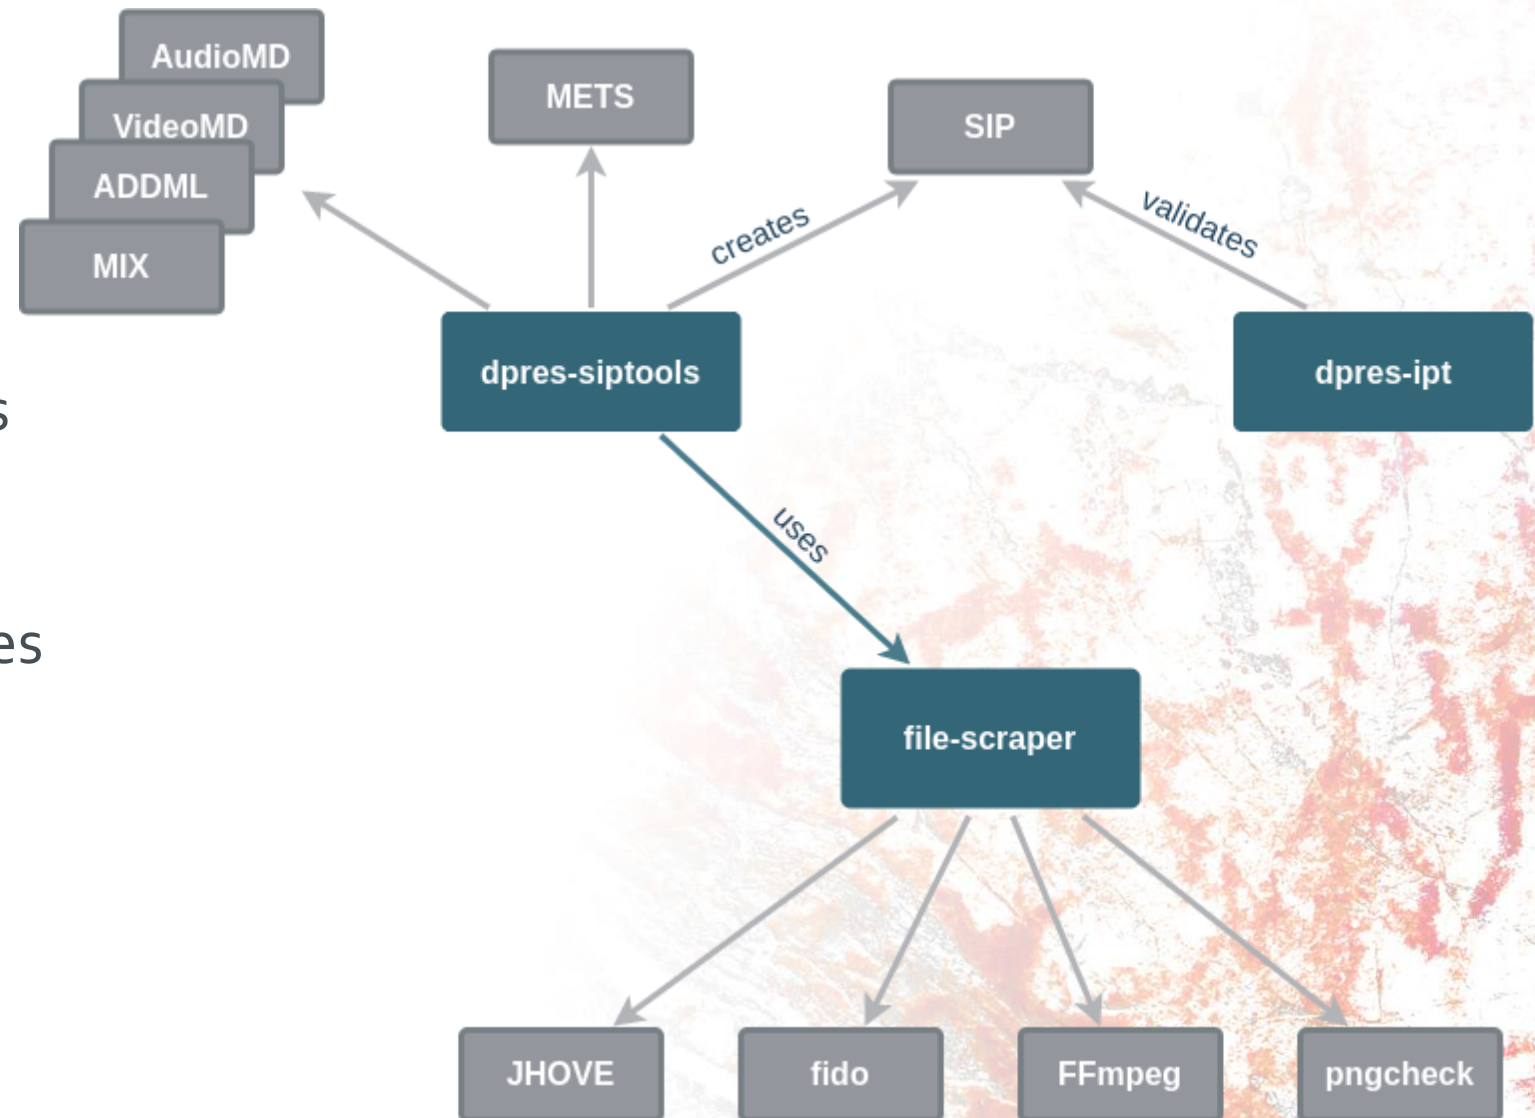 AudioMD
VideoMD
ADDML
MIX
METS
SIP
creates
validates
dpres-siptools
dpres-ipt
s
uses
es
file-scraper
JHOVE
fido
FFmpeg
pngcheck